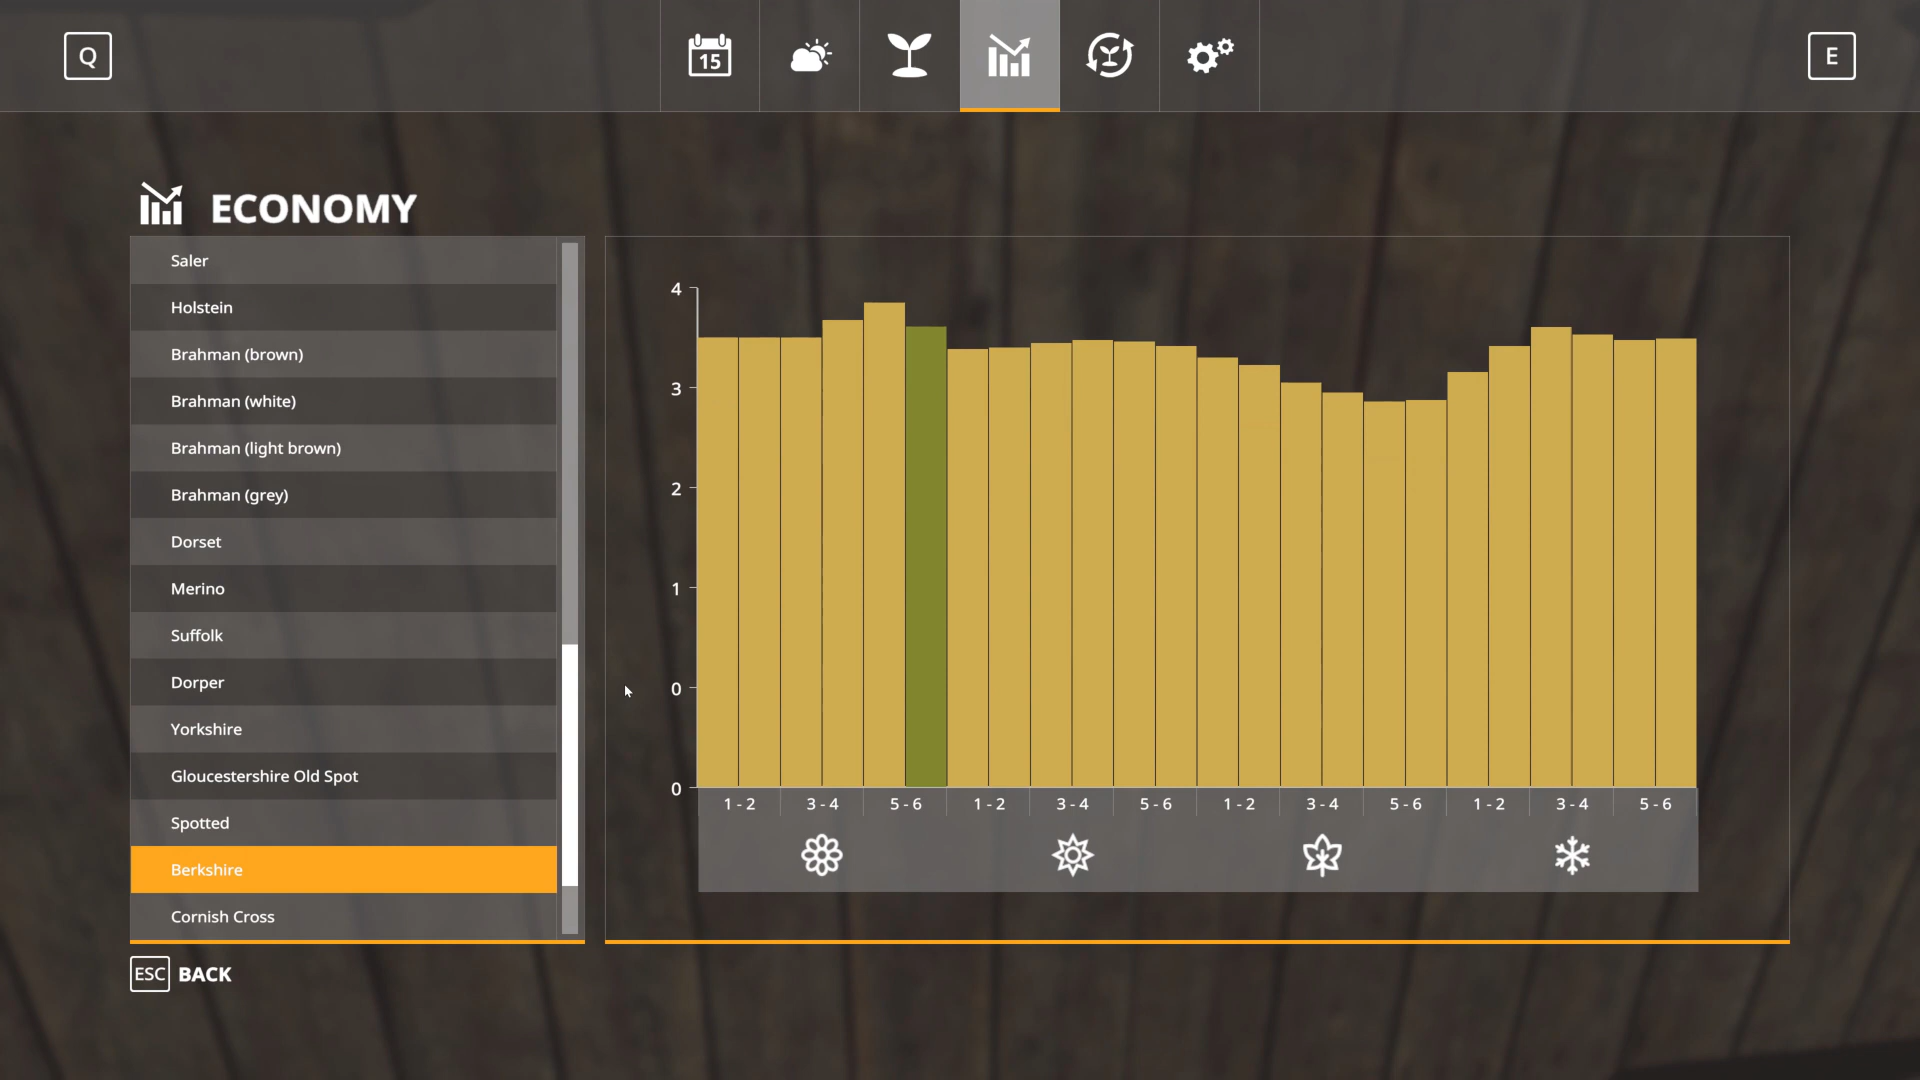 Q
15
E
ECONOMY
Saler
Holstein
Brahman (brown)
Brahman (white)
Brahman (light brown)
Brahman (grey)
Dorset
Merino
Suffolk
Dorper
Yorkshire
Gloucestershire Old Spot
Spotted
Berkshire
Cornish Cross
4
3
2
1
0
0
1 - 2 3 - 4 5 - 6 1 - 2 3 - 4 5 - 6 1 - 2 3 - 4 5 - 6 1 - 2 3 - 4 5 - 6
ESC BACK